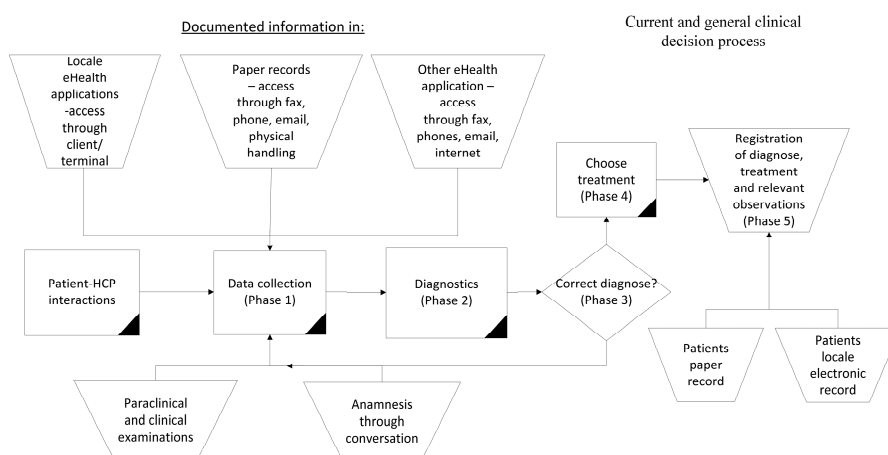 Documented information in:
Current and general clinical
decision process
Locale
eHealth
applications
-access
through
client/
terminal
Paper records
– access
through fax,
phone, email,
physical
handling
Other eHealth
application –
access
through fax,
phones, email,
internet
Choose
treatment
(Phase 4)
Registration
of diagnose,
treatment
and relevant
observations
(Phase 5)
Patient-HCP
interactions
Data collection
(Phase 1)
Diagnostics
(Phase 2)
Correct diagnose?
(Phase 3)
Patients
paper
record
Patients
locale
electronic
record
Paraclinical
and clinical
examinations
Anamnesis
through
conversation